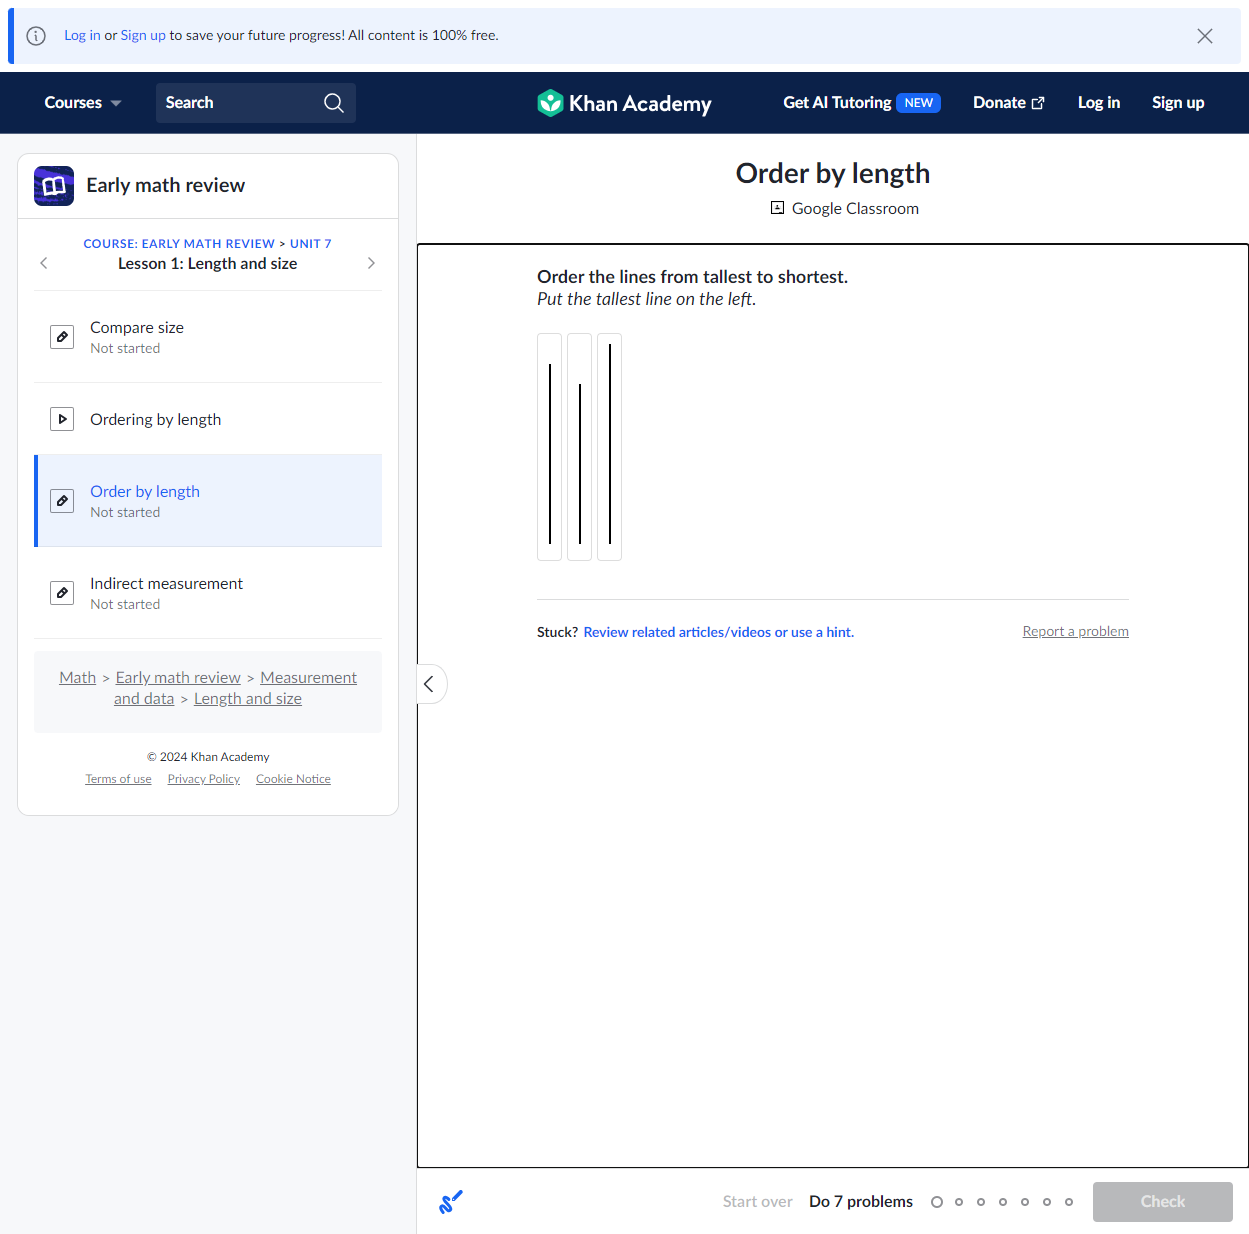 Log in or Sign up to save your future progress! All content is 100% free.
Courses
Search
Khan Academy
Get AI Tutoring NEW
Donate
Log in
Sign up
Early math review
COURSE: EARLY MATH REVIEW > UNIT 7
Lesson 1: Length and size
Compare size
Not started
Ordering by length
Order by length
Not started
Indirect measurement
Not started
Math > Early math review > Measurement
and data > Length and size
© 2024 Khan Academy
Terms of use Privacy Policy Cookie Notice
Order by length
Google Classroom
Order the lines from tallest to shortest.
Put the tallest line on the left.
Stuck? Review related articles/videos or use a hint.
Report a problem
Start over
Do 7 problems
Check